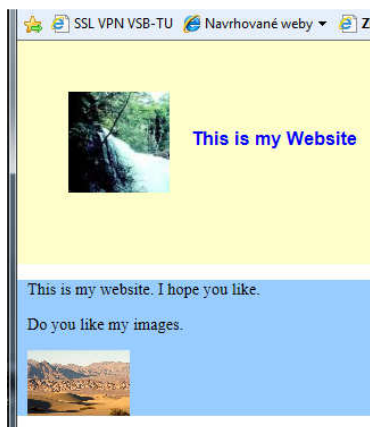 SSL VPN VSB-TU Navrhované weby Z
This is my Website
This is my website. I hope you like.
Do you like my images.